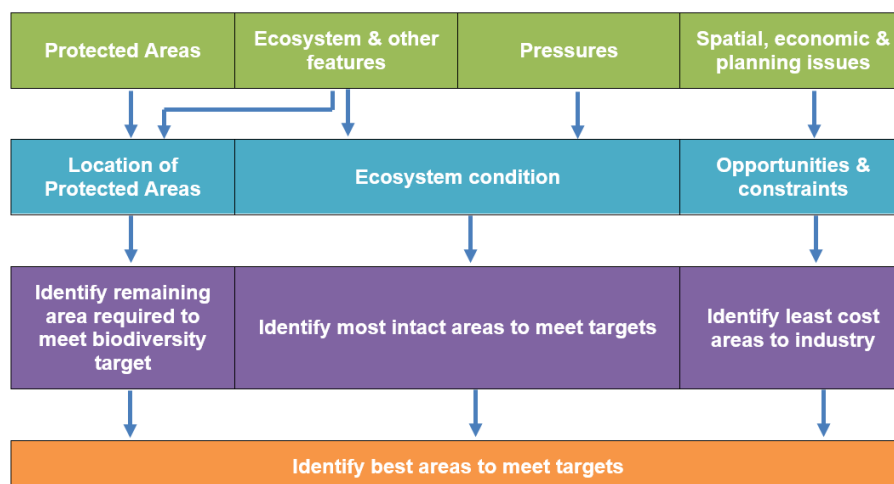 Protected Areas
Ecosystem & other
features
Pressures
Spatial, economic &
planning issues
Location of
Protected Areas
Ecosystem condition
Opportunities &
constraints
Identify remaining
area required to
meet biodiversity
target
Identify most intact areas to meet targets
Identify least cost
areas to industry
Identify best areas to meet targets